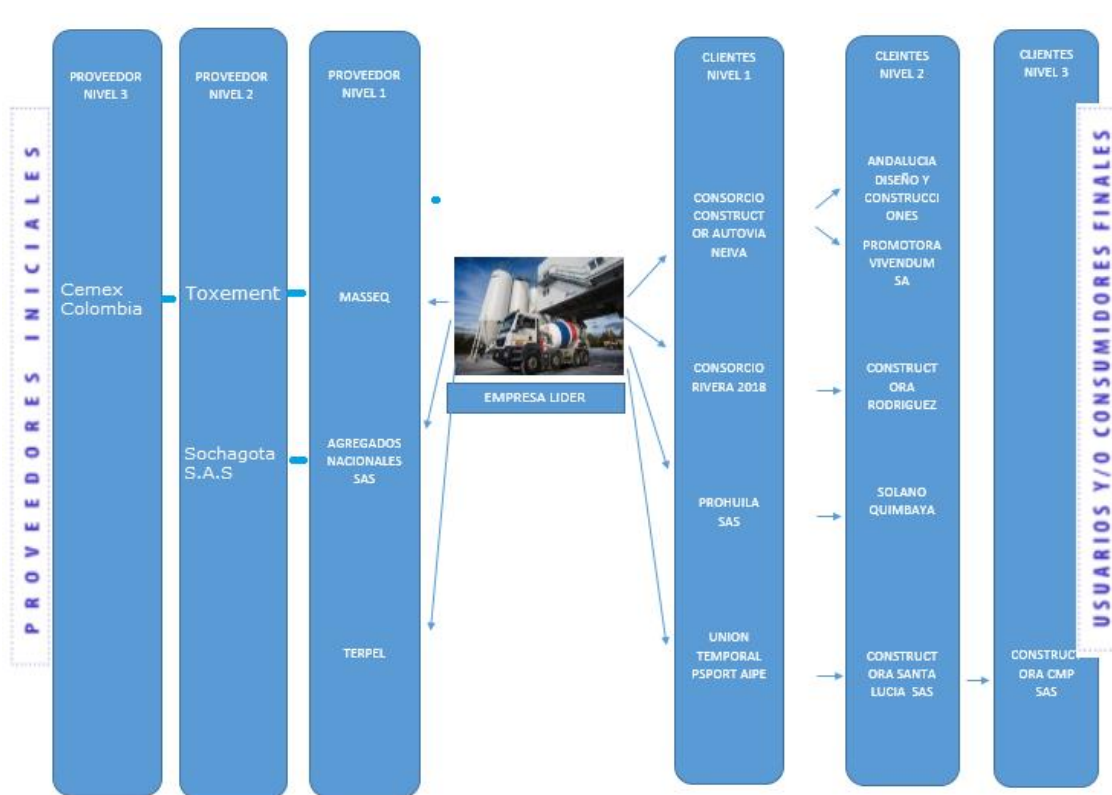 PROVEEDORES INICIALES
PROVEEDOR
NIVEL 3
Cemex
Colombia
PROVEEDOR
NIVEL 2
Toxement
Sochagota
S.A.S
PROVEEDOR
NIVEL 1
MASSEQ
AGREGADOS
NACIONALES
SAS
TERPEL
EMPRESA LIDER
CLIENTES
NIVEL 1
CONSORCIO
CONSTRUCT
OR AUTOVIA
NEIVA
CONSORCIO
RIVERA 2018
PROHUILA
SAS
UNION
TEMPORAL
PSPORT AIPE
CLEINTES
NIVEL 2
ANDALUCIA
DISEÑO Y
CONSTRUCCI
ONES
PROMOTORA
VIVENDUM
SA
CONSTRUCT
ORA
RODRIGUEZ
SOLANO
QUIMBAYA
CONSTRUCT
ORA SANTA
LUCIA SAS
CLIENTES
NIVEL 3
CONSTRUCT
ORA CMP
SAS
USUARIOS Y/O CONSUMIDORES FINALES